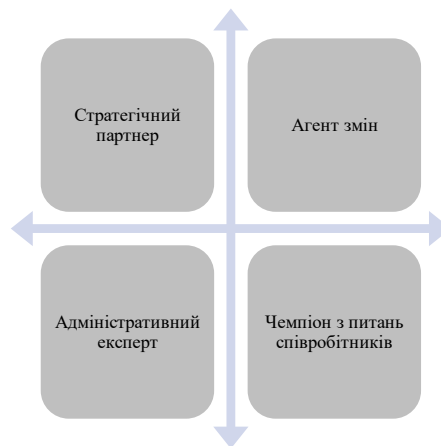 Стратегічний
партнер
Агент змін
Адміністративний
експерт
Чемпіон з питань
співробітників